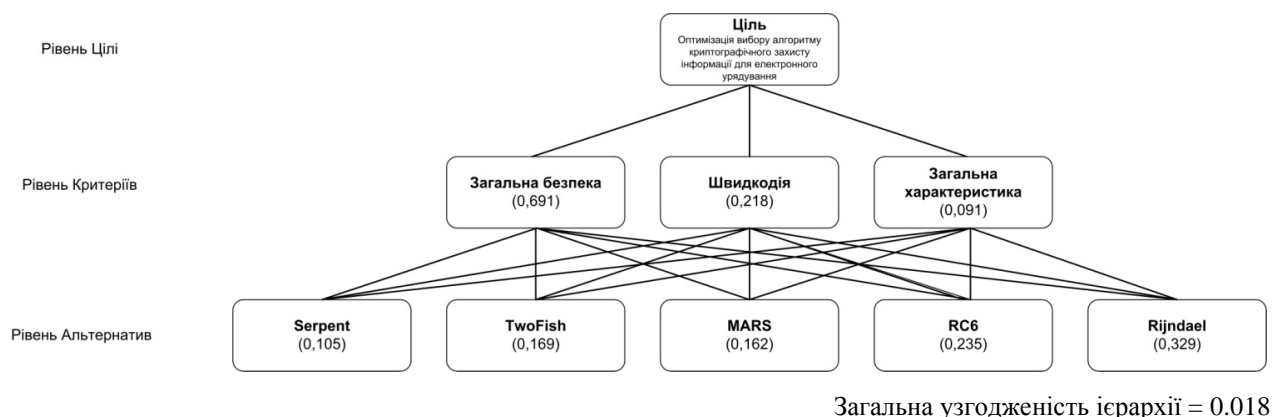 Рівень Цілі
Ціль
Оптимізація вибору алгоритму
криптографічного захисту
інформації для електронного
урядування
Рівень Критеріїв
Загальна безпека
(0,691)
Швидкодія
(0,218)
Загальна
характеристика
(0,091)
Рівень Альтернатив
Serpent
(0,105)
TwoFish
(0,169)
MARS
(0,162)
RC6
(0,235)
Rijndael
(0,329)
Загальна узгодженість ієрархії = 0.018